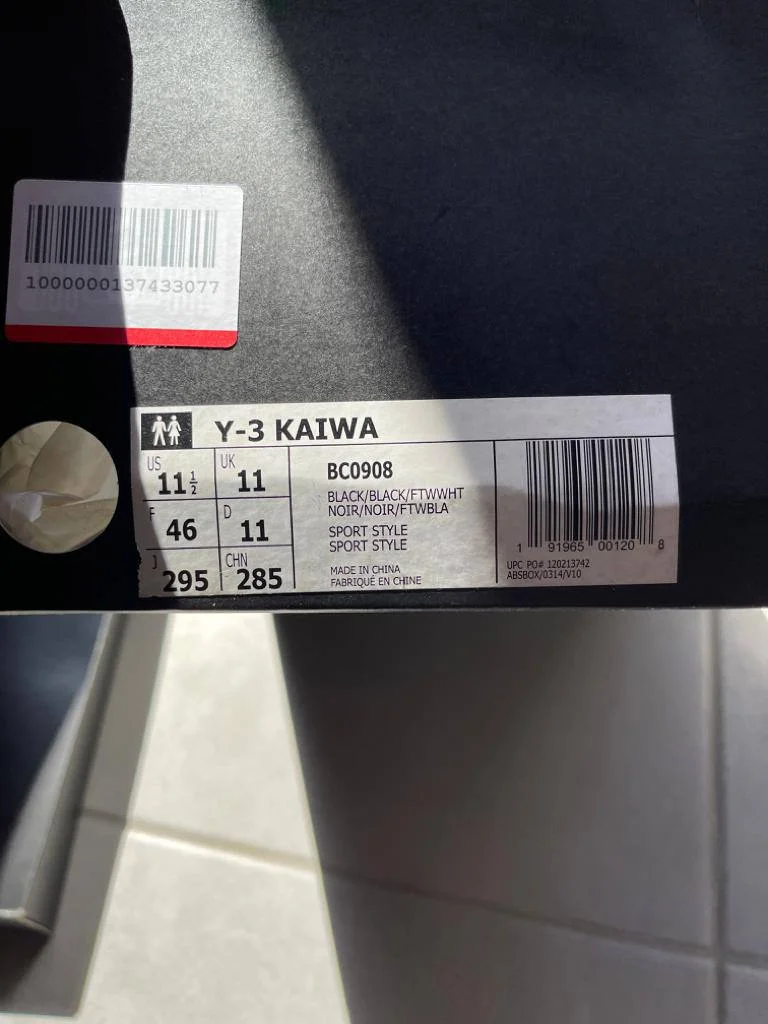 1000000137433077
Y-3 KAIWA
US 11½
UK 11
F 46
D 11
J 295
CHN 285
BC0908
BLACK/BLACK/FTWWHT
NOIR/NOIR/FTWBLA
SPORT STYLE
SPORT STYLE
MADE IN CHINA
FABRIQUÉ EN CHINE
1 91965 00120 8
UPC PO# 120213742
ABSBOX/0314/V10